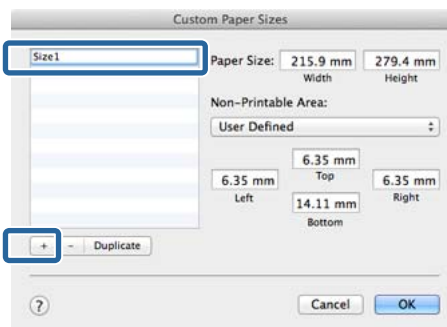 Custom Paper Sizes
Size1
Paper Size: 215.9 mm 279.4 mm
Width Height
Non-Printable Area:
User Defined
6.35 mm
Top
6.35 mm 6.35 mm
Left Right
14.11 mm
Bottom
+ - Duplicate
? Cancel OK